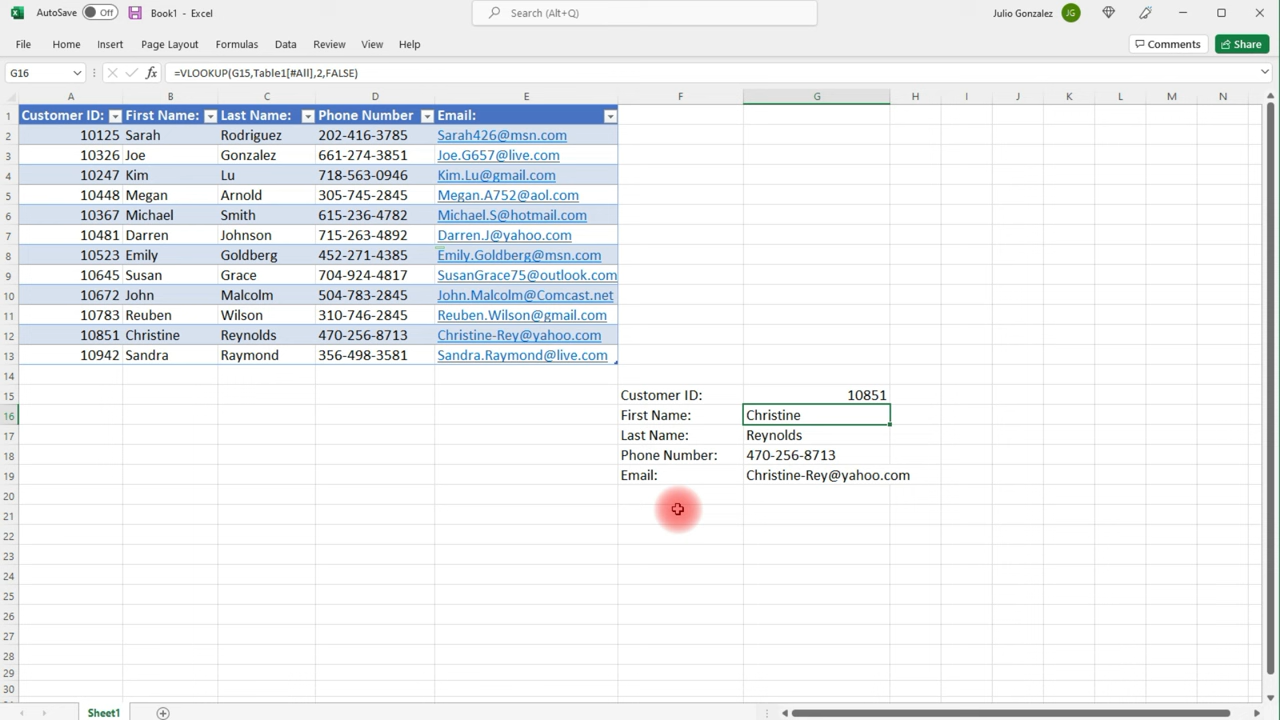 AutoSave Off Book1 - Excel Search (Alt+Q) Julio Gonzalez JG
File Home Insert Page Layout Formulas Data Review View Help Comments Share
G16 fx =VLOOKUP(G15,Table1[#All],2,FALSE)
A B C D E F G H I J K L M N
1 Customer ID: First Name: Last Name: Phone Number Email:
2 10125 Sarah Rodriguez 202-416-3785 Sarah426@msn.com
3 10326 Joe Gonzalez 661-274-3851 Joe.G657@live.com
4 10247 Kim Lu 718-563-0946 Kim.Lu@gmail.com
5 10448 Megan Arnold 305-745-2845 Megan.A752@aol.com
6 10367 Michael Smith 615-236-4782 Michael.S@hotmail.com
7 10481 Darren Johnson 715-263-4892 Darren.J@yahoo.com
8 10523 Emily Goldberg 452-271-4385 Emily.Goldberg@msn.com
9 10645 Susan Grace 704-924-4817 SusanGrace75@outlook.com
10 10672 John Malcolm 504-783-2845 John.Malcolm@Comcast.net
11 10783 Reuben Wilson 310-746-2845 Reuben.Wilson@gmail.com
12 10851 Christine Reynolds 470-256-8713 Christine-Rey@yahoo.com
13 10942 Sandra Raymond 356-498-3581 Sandra.Raymond@live.com
14
15 Customer ID: 10851
16 First Name: Christine
17 Last Name: Reynolds
18 Phone Number: 470-256-8713
19 Email: Christine-Rey@yahoo.com
20
21
22
23
24
25
26
27
28
29
30
Sheet1